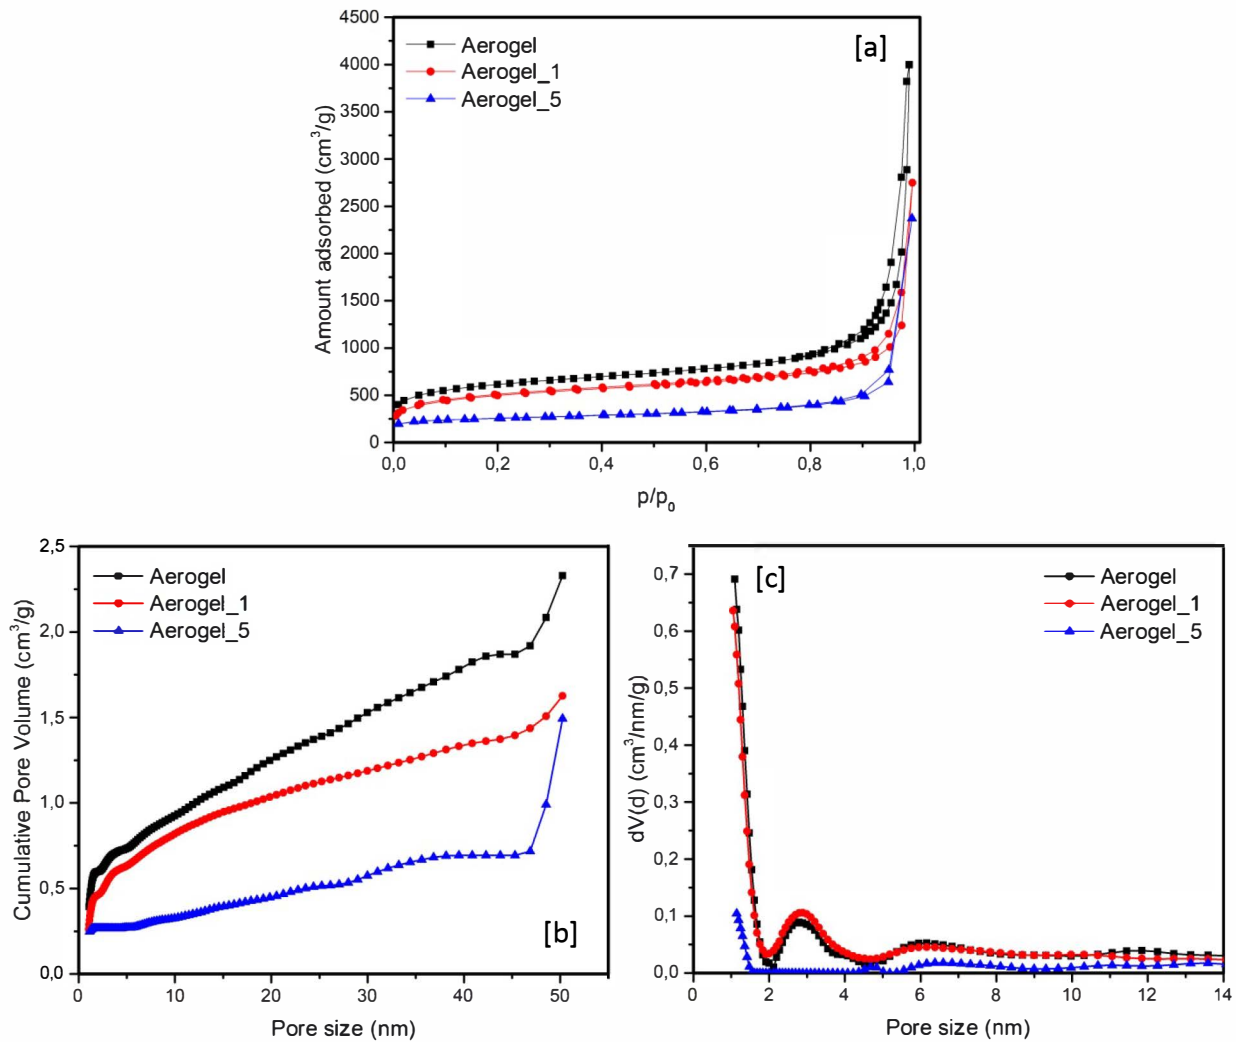 4500
4000
3500
3000
2500
2000
1500
1000
500
0
Amount adsorbed (cm³/g)
Aerogel
Aerogel_1
Aerogel_5
[a]
0,0 0,2 0,4 0,6 0,8 1,0
p/p₀
2,5
2,0
1,5
1,0
0,5
0,0
Cumulative Pore Volume (cm³/g)
Aerogel
Aerogel_1
Aerogel_5
[b]
0 10 20 30 40 50
Pore size (nm)
0,7
0,6
0,5
0,4
0,3
0,2
0,1
0,0
dV(d) (cm³/nm/g)
[c]
Aerogel
Aerogel_1
Aerogel_5
0 2 4 6 8 10 12 14
Pore size (nm)